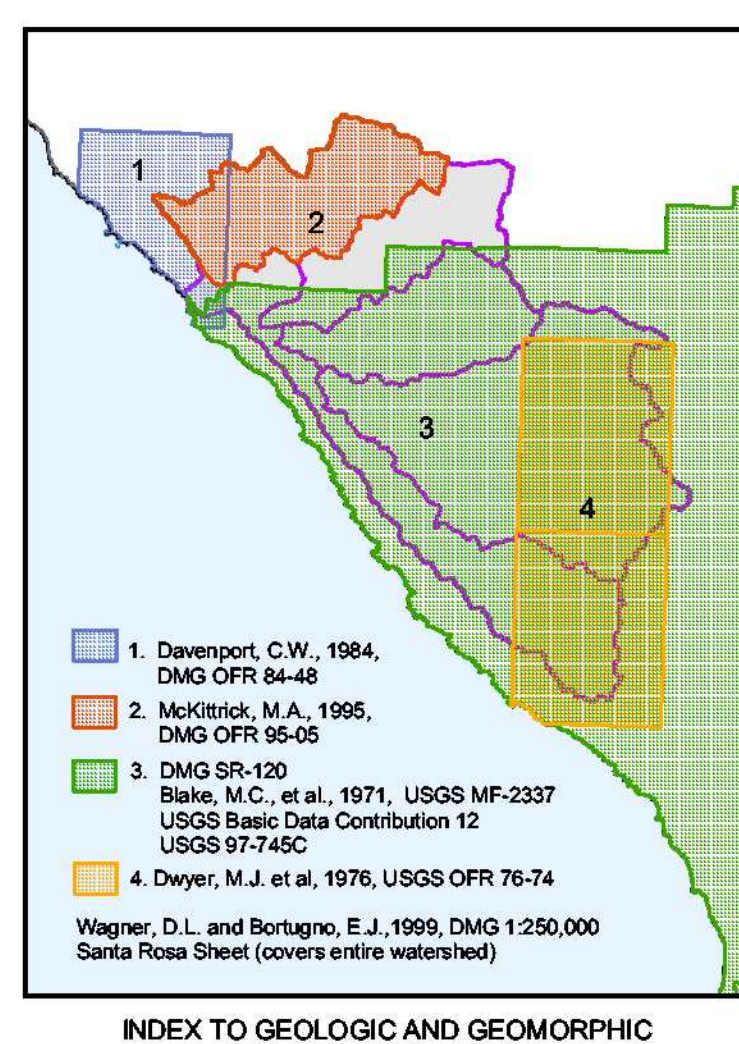 1
2
3
4
1. Davenport, C.W., 1984,
DMG OFR 84-48
2. McKittrick, M.A., 1995,
DMG OFR 95-05
3. DMG SR-120
Blake, M.C., et al., 1971, USGS MF-2337
USGS Basic Data Contribution 12
USGS 97-745C
4. Dwyer, M.J. et al, 1976, USGS OFR 76-74
Wagner, D.L. and Bortugno, E.J.,1999, DMG 1:250,000
Santa Rosa Sheet (covers entire watershed)
INDEX TO GEOLOGIC AND GEOMORPHIC